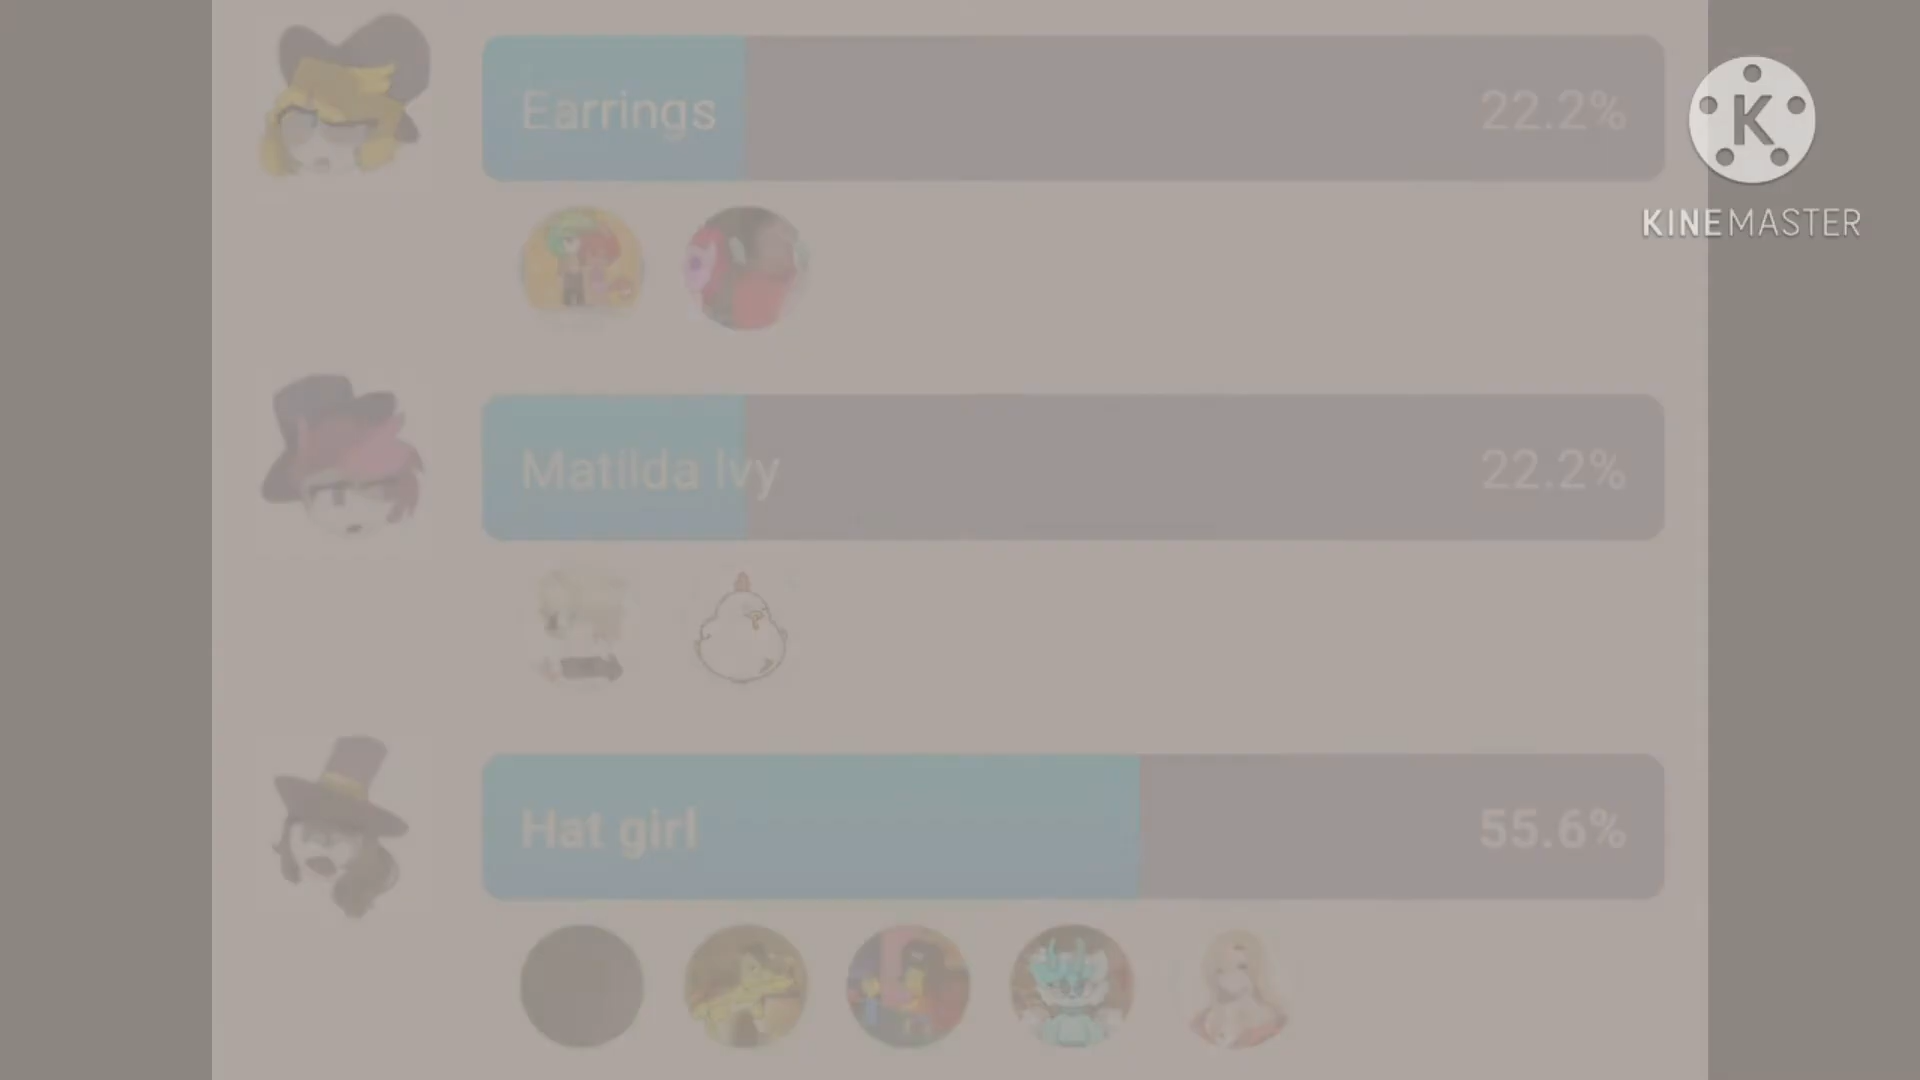 Earrings 22.2%
K
KINEMASTER
Matilda Ivy 22.2%
Hat girl 55.6%